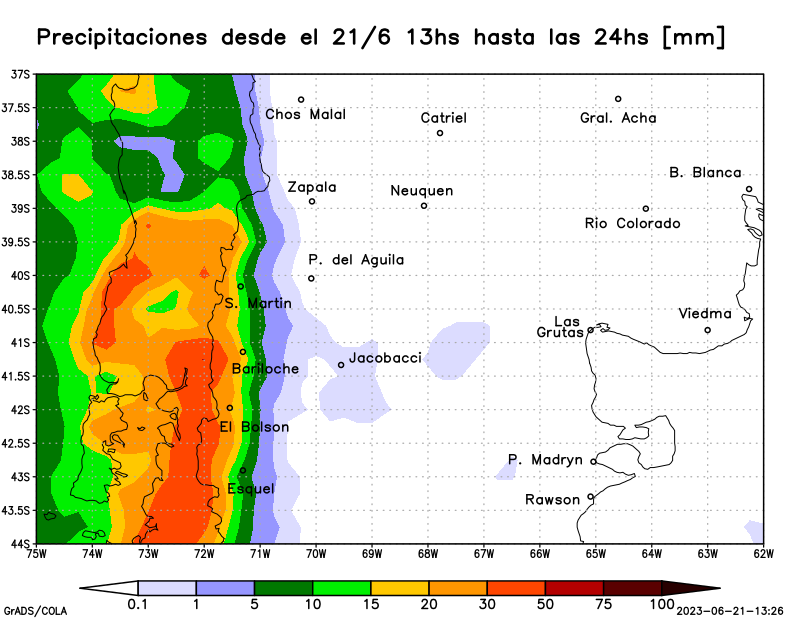 Precipitaciones desde el 21/6 13hs hasta las 24hs [mm]
37S
37.5S
38S
38.5S
39S
39.5S
40S
40.5S
41S
41.5S
42S
42.5S
43S
43.5S
44S
Chos Malal
Catriel
Gral. Acha
B. Blanca
Zapala
Neuquen
Rio Colorado
P. del Aguila
S. Martin
Las
Grutas
Viedma
Jacobacci
Bariloche
El Bolson
P. Madryn
Esquel
Rawson
75W 74W 73W 72W 71W 70W 69W 68W 67W 66W 65W 64W 63W 62W
0.1 1 5 10 15 20 30 50 75 100
GrADS/COLA
2023-06-21-13:26